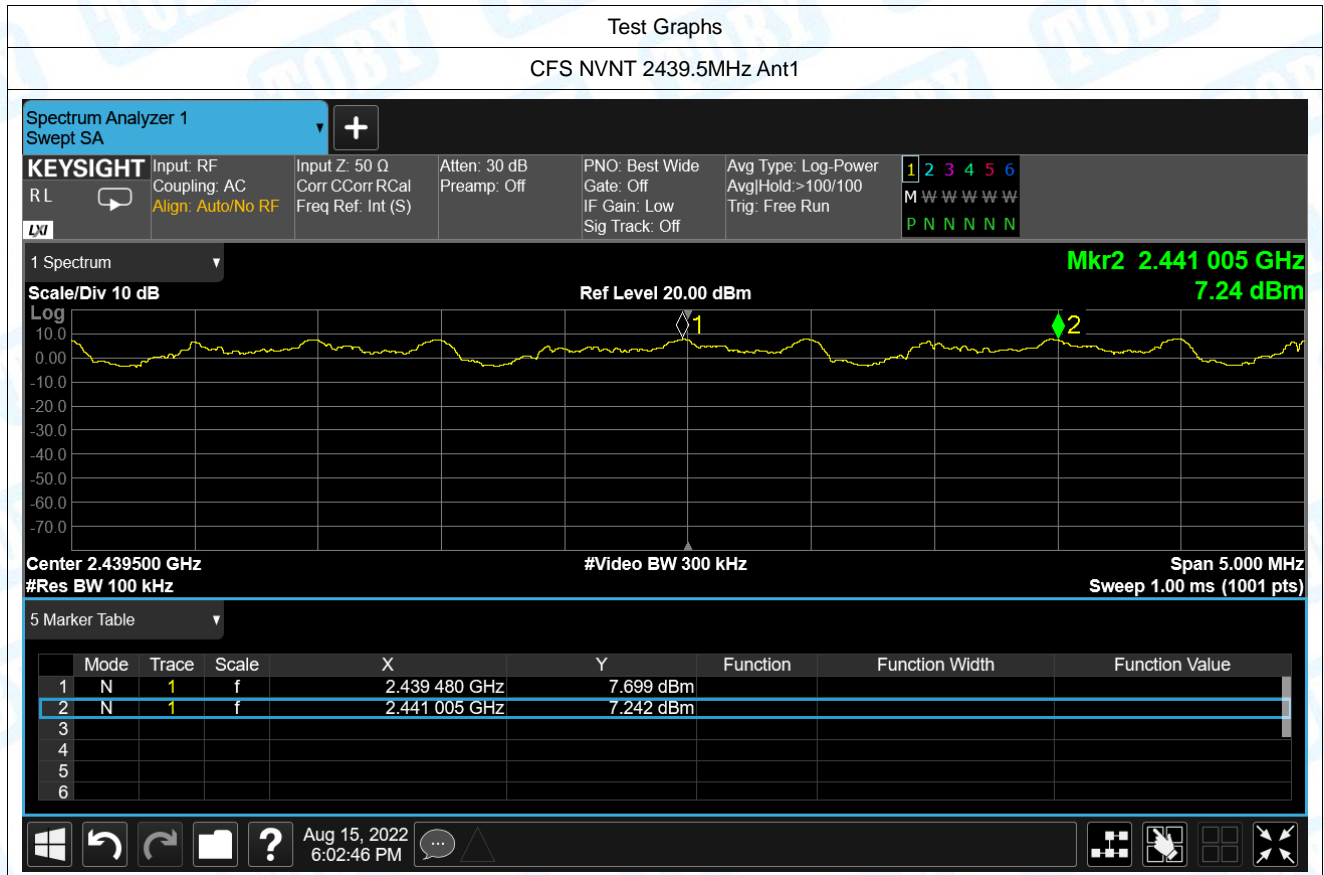 Test Graphs
CFS NVNT 2439.5MHz Ant1
Spectrum Analyzer 1
Swept SA
KEYSIGHT
R L
LXI
Input: RF
Coupling: AC
Align: Auto/No RF
Input Z: 50 Ω
Corr CCorr RCal
Freq Ref: Int (S)
Atten: 30 dB
Preamp: Off
PNO: Best Wide
Gate: Off
IF Gain: Low
Sig Track: Off
Avg Type: Log-Power
Avg|Hold:>100/100
Trig: Free Run
1 2 3 4 5 6
M W W W W W
P N N N N N
1 Spectrum
Mkr2 2.441 005 GHz
Scale/Div 10 dB
Ref Level 20.00 dBm
7.24 dBm
Log
10.0
0.00
-10.0
-20.0
-30.0
-40.0
-50.0
-60.0
-70.0
1
2
Center 2.439500 GHz
#Video BW 300 kHz
Span 5.000 MHz
#Res BW 100 kHz
Sweep 1.00 ms (1001 pts)
5 Marker Table
Mode Trace Scale X Y Function Function Width Function Value
1 N 1 f 2.439 480 GHz 7.699 dBm
2 N 1 f 2.441 005 GHz 7.242 dBm
3
4
5
6
?
Aug 15, 2022
6:02:46 PM
TOBY